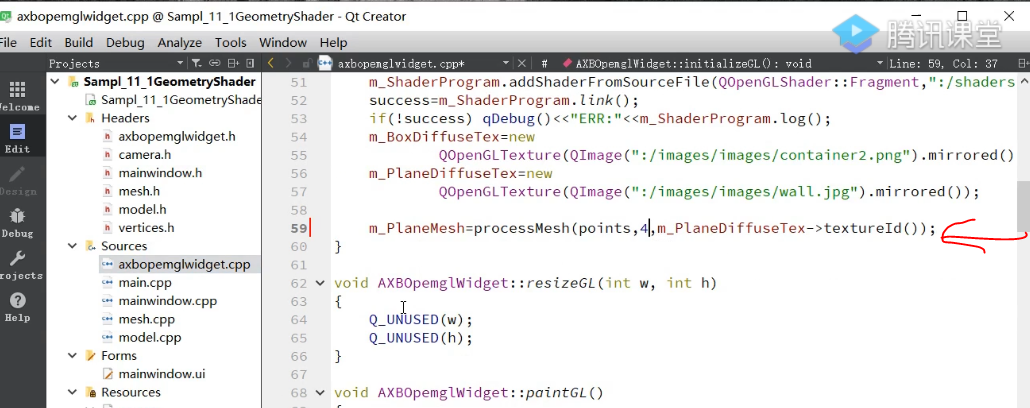 axbopemglwidget.cpp @ Sampl_11_1GeometryShader - Qt Creator
腾讯课堂
File Edit Build Debug Analyze Tools Window Help
Projects
axbopemglwidget.cpp*
AXBOpemglWidget::initializeGL(): void
Line: 59, Col: 37
Welcome
Edit
Design
Debug
Projects
Help
Sampl_11_1GeometryShader
Sampl_11_1GeometryShade
Headers
axbopemglwidget.h
camera.h
mainwindow.h
mesh.h
model.h
vertices.h
Sources
axbopemglwidget.cpp
main.cpp
mainwindow.cpp
mesh.cpp
model.cpp
Forms
mainwindow.ui
Resources
51 m_ShaderProgram.addShaderFromSourceFile(QOpenGLShader::Fragment,":/shaders
52 success=m_ShaderProgram.link();
53 if(!success) qDebug()<<"ERR:"<<m_ShaderProgram.log();
54 m_BoxDiffuseTex=new
55 QOpenGLTexture(QImage(":/images/images/container2.png").mirrored()
56 m_PlaneDiffuseTex=new
57 QOpenGLTexture(QImage(":/images/images/wall.jpg").mirrored());
58
59 m_PlaneMesh=processMesh(points,4,m_PlaneDiffuseTex->textureId());
60 }
61
62 void AXBOpemglWidget::resizeGL(int w, int h)
63 {
64 Q_UNUSED(w);
65 Q_UNUSED(h);
66 }
67
68 void AXBOpemglWidget::paintGL()